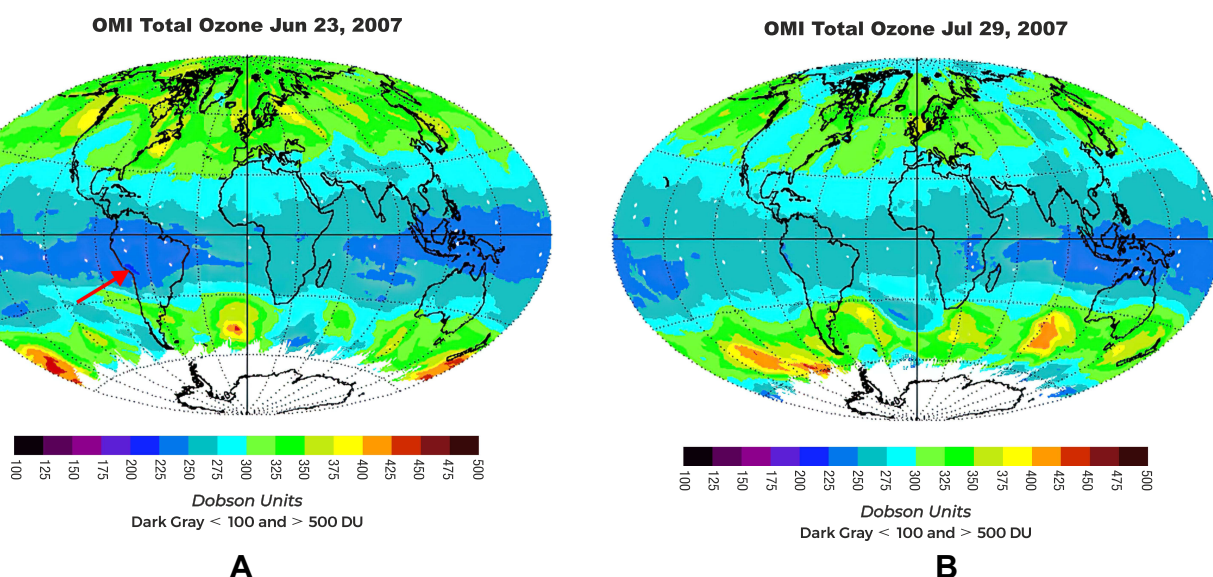 OMI Total Ozone Jun 23, 2007
100 125 150 175 200 225 250 275 300 325 350 375 400 425 450 475 500
Dobson Units
Dark Gray < 100 and > 500 DU
A
OMI Total Ozone Jul 29, 2007
100 125 150 175 200 225 250 275 300 325 350 375 400 425 450 475 500
Dobson Units
Dark Gray < 100 and > 500 DU
B